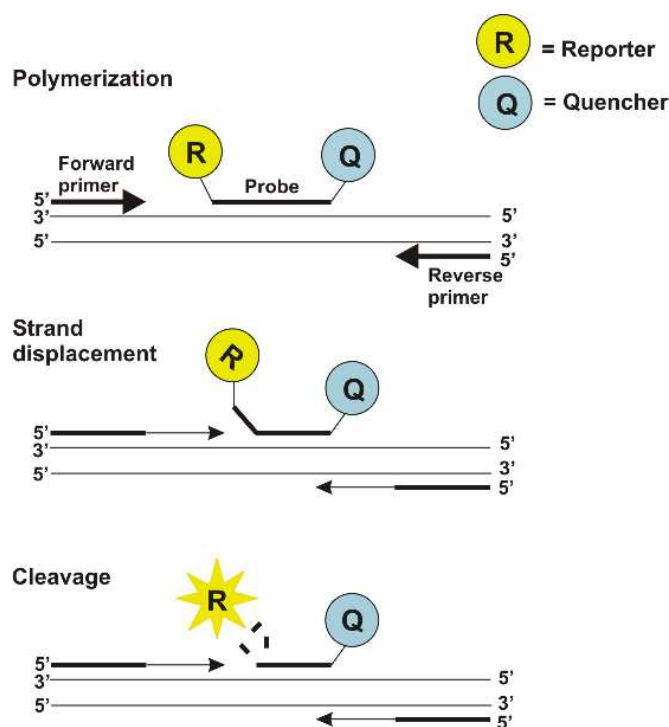 R = Reporter
Polymerization
Q = Quencher
R Q
Forward
primer
Probe
5’
3’ 5’
5’ 3’
5’
Reverse
primer
Strand
displacement
R
Q
5’
3’ 5’
5’ 3’
5’
Cleavage
R
Q
5’
3’ 5’
5’ 3’
5’